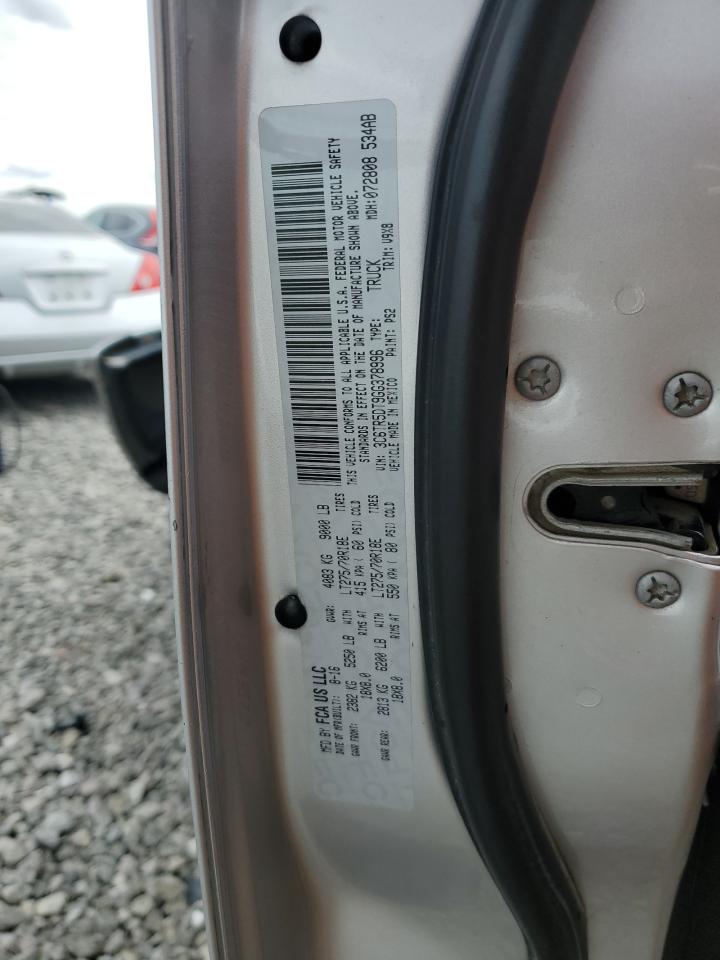 MFD BY FCA US LLC
DATE OF MFR(BUILT): 8-16 GVWR: 4083 KG 9000 LB
GAWR FRONT: 2382 KG 5250 LB WITH LT275/70R18E TIRES
18X8.0 RIMS AT 415 KPA ( 60 PSI) COLD
GAWR REAR: 2813 KG 6200 LB WITH LT275/70R18E TIRES
18X8.0 RIMS AT 550 KPA ( 80 PSI) COLD
THIS VEHICLE CONFORMS TO ALL APPLICABLE U.S.A. FEDERAL MOTOR VEHICLE SAFETY
STANDARDS IN EFFECT ON THE DATE OF MANUFACTURE SHOWN ABOVE.
VIN: 3C6TR5DT9GG378996 TYPE: TRUCK MDH: 072808 534AB
VEHICLE MADE IN MEXICO PAINT: PS2 TRIM: V9X8